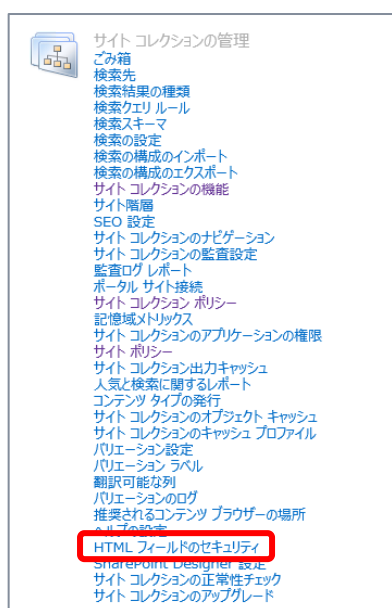 サイト コレクションの管理
ごみ箱
検索先
検索結果の種類
検索クエリ ルール
検索スキーマ
検索の設定
検索の構成のインポート
検索の構成のエクスポート
サイト コレクションの機能
サイト階層
SEO 設定
サイト コレクションのナビゲーション
サイト コレクションの監査設定
監査ログ レポート
ポータル サイト接続
サイト コレクション ポリシー
記憶域メトリックス
サイト コレクションのアプリケーションの権限
サイト ポリシー
サイト コレクション出力キャッシュ
人気と検索に関するレポート
コンテンツ タイプの発行
サイト コレクションのオブジェクト キャッシュ
サイト コレクションのキャッシュ プロファイル
バリエーション設定
バリエーション ラベル
翻訳可能な列
バリエーションのログ
推奨されるコンテンツ ブラウザーの場所
ヘルプの設定
HTML フィールドのセキュリティ
SharePoint Designer 設定
サイト コレクションの正常性チェック
サイト コレクションのアップグレード